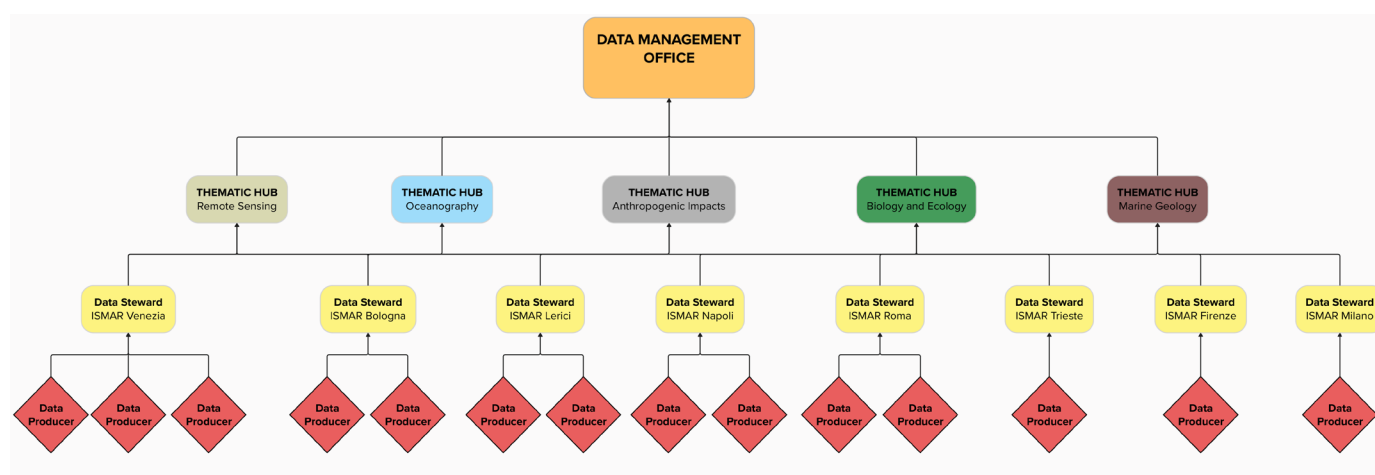 DATA MANAGEMENT
OFFICE
THEMATIC HUB
Remote Sensing
THEMATIC HUB
Oceanography
THEMATIC HUB
Anthropogenic Impacts
THEMATIC HUB
Biology and Ecology
THEMATIC HUB
Marine Geology
Data Steward
ISMAR Venezia
Data Steward
ISMAR Bologna
Data Steward
ISMAR Lerici
Data Steward
ISMAR Napoli
Data Steward
ISMAR Roma
Data Steward
ISMAR Trieste
Data Steward
ISMAR Firenze
Data Steward
ISMAR Milano
Data
Producer
Data
Producer
Data
Producer
Data
Producer
Data
Producer
Data
Producer
Data
Producer
Data
Producer
Data
Producer
Data
Producer
Data
Producer
Data
Producer
Data
Producer
Data
Producer